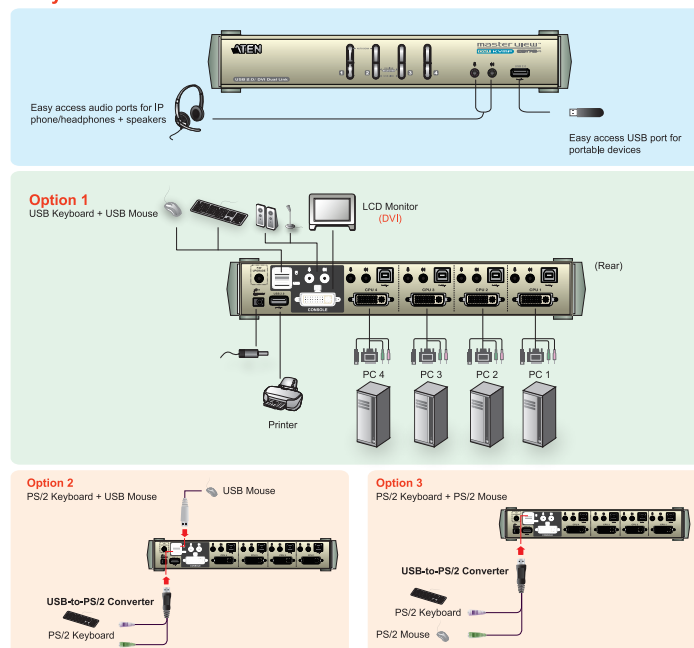 ATEN
master view
USB 2.0 / DVI Dual Link
1
2
3
4
Easy access audio ports for IP
phone/headphones + speakers
Easy access USB port for
portable devices
Option 1
USB Keyboard + USB Mouse
LCD Monitor
(DVI)
(Rear)
CPU 4
CPU 3
CPU 2
CPU 1
CONSOLE
PC 4
PC 3
PC 2
PC 1
Printer
Option 2
PS/2 Keyboard + USB Mouse
USB Mouse
USB-to-PS/2 Converter
PS/2 Keyboard
Option 3
PS/2 Keyboard + PS/2 Mouse
USB-to-PS/2 Converter
PS/2 Keyboard
PS/2 Mouse